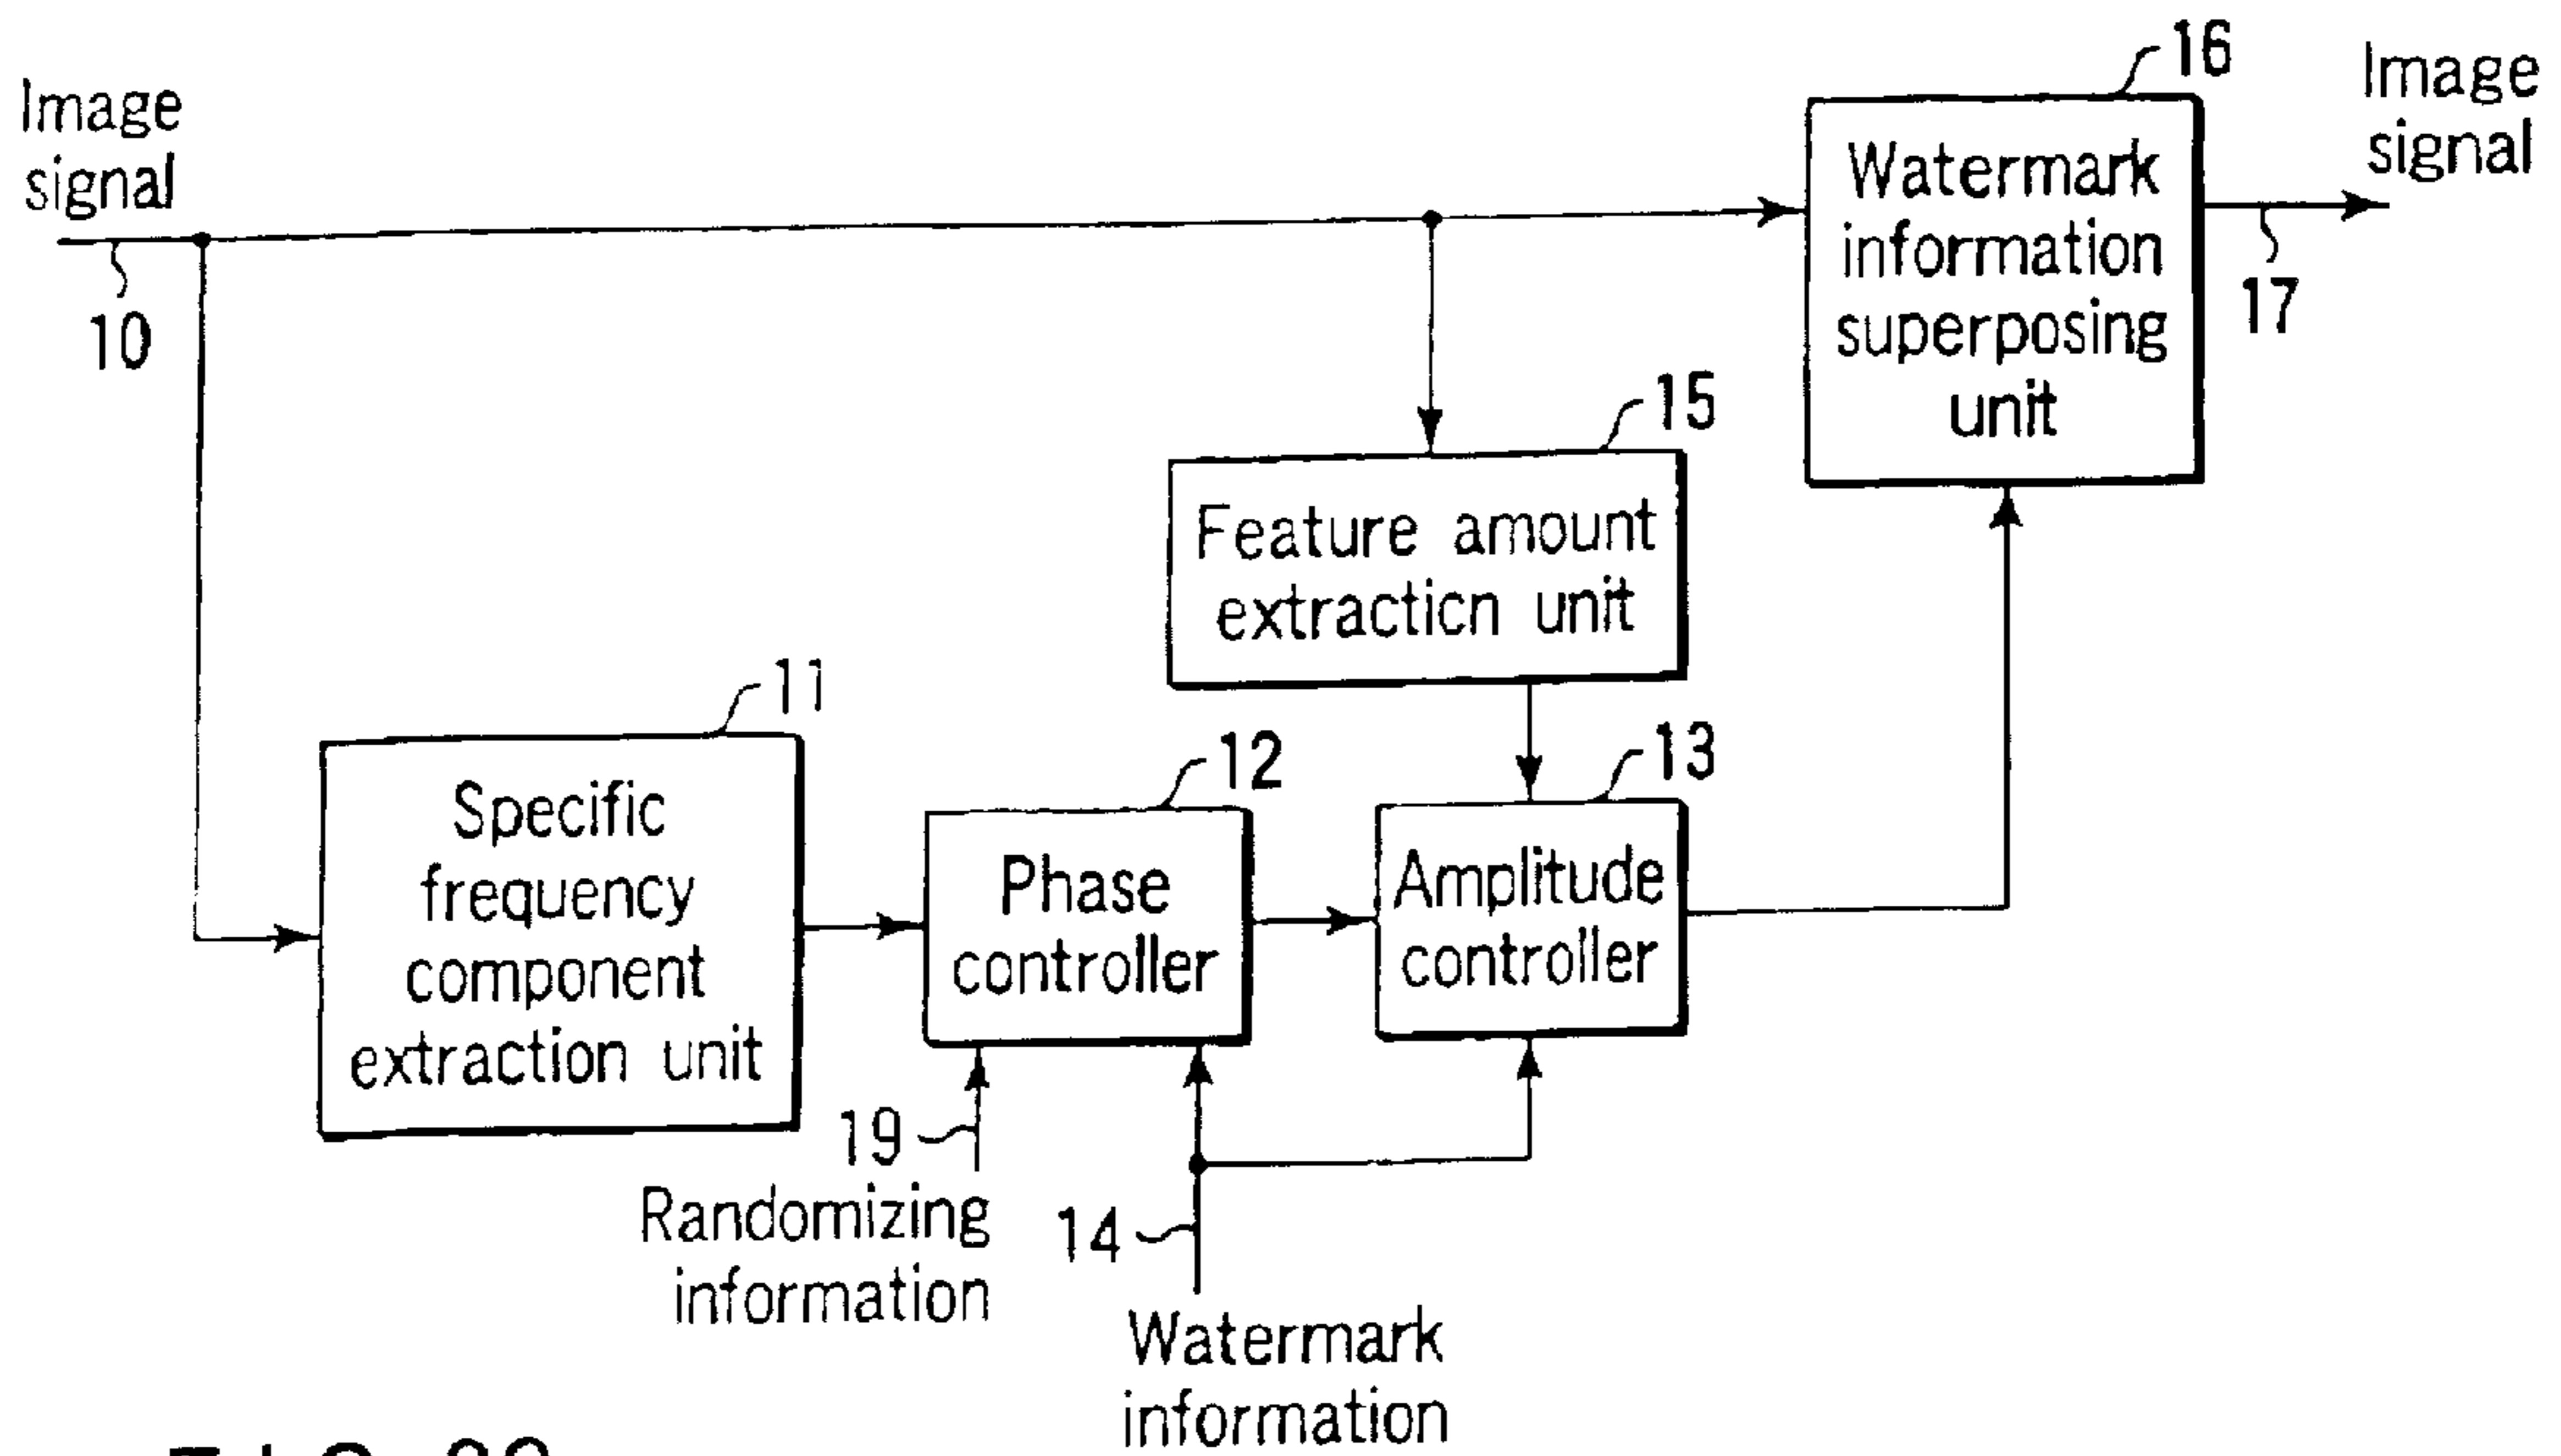 Image
signal
10
16
Image
signal
Watermark
information
superposing
unit
17
15
Feature amount
extraction unit
11
Specific
frequency
component
extraction unit
12
Phase
controller
13
Amplitude
controller
19
Randomizing
information
14
Watermark
information